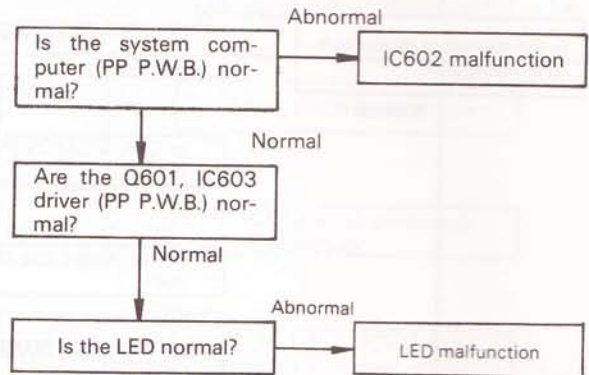 Abnormal
Is the system com-
puter (PP P.W.B.) nor-
mal?
IC602 malfunction
Normal
Are the Q601, IC603
driver (PP P.W.B.) nor-
mal?
Normal
Abnormal
Is the LED normal?
LED malfunction